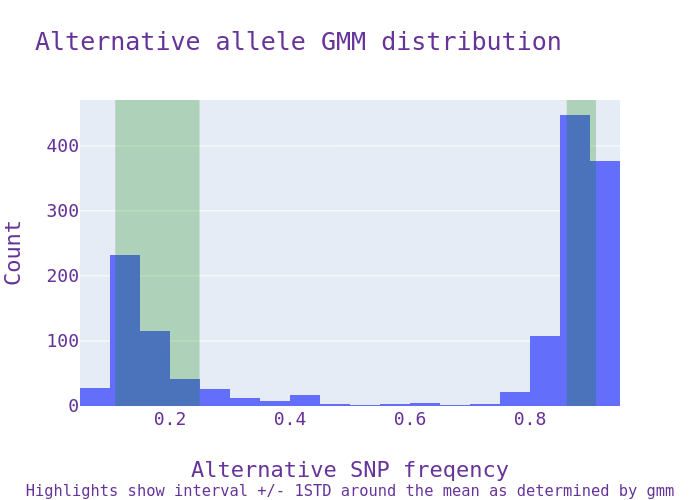 Alternative allele GMM distribution
Count
400
300
200
100
0
0.2 0.4 0.6 0.8
Alternative SNP freqency
Highlights show interval +/- 1STD around the mean as determined by gmm